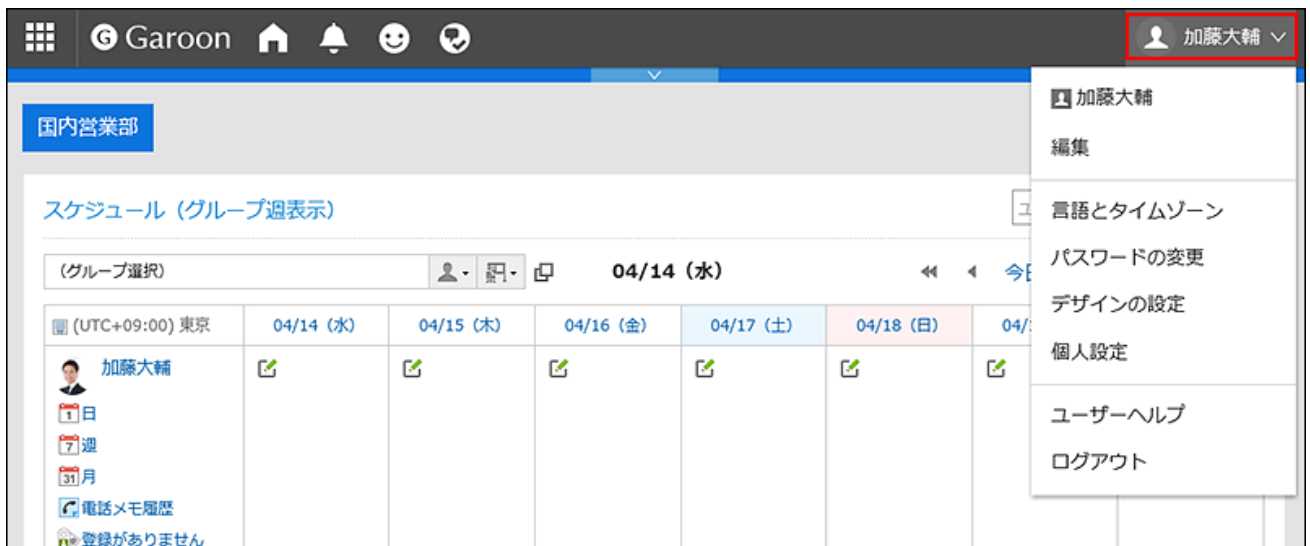 Garoon
加藤大輔
国内営業部
加藤大輔
編集
言語とタイムゾーン
パスワードの変更
デザインの設定
個人設定
ユーザーヘルプ
ログアウト
スケジュール（グループ週表示）
（グループ選択） 04/14（水）
(UTC+09:00) 東京 04/14（水） 04/15（木） 04/16（金） 04/17（土） 04/18（日） 04/
加藤大輔
1 日
7 週
31 月
電話メモ履歴
登録がありません